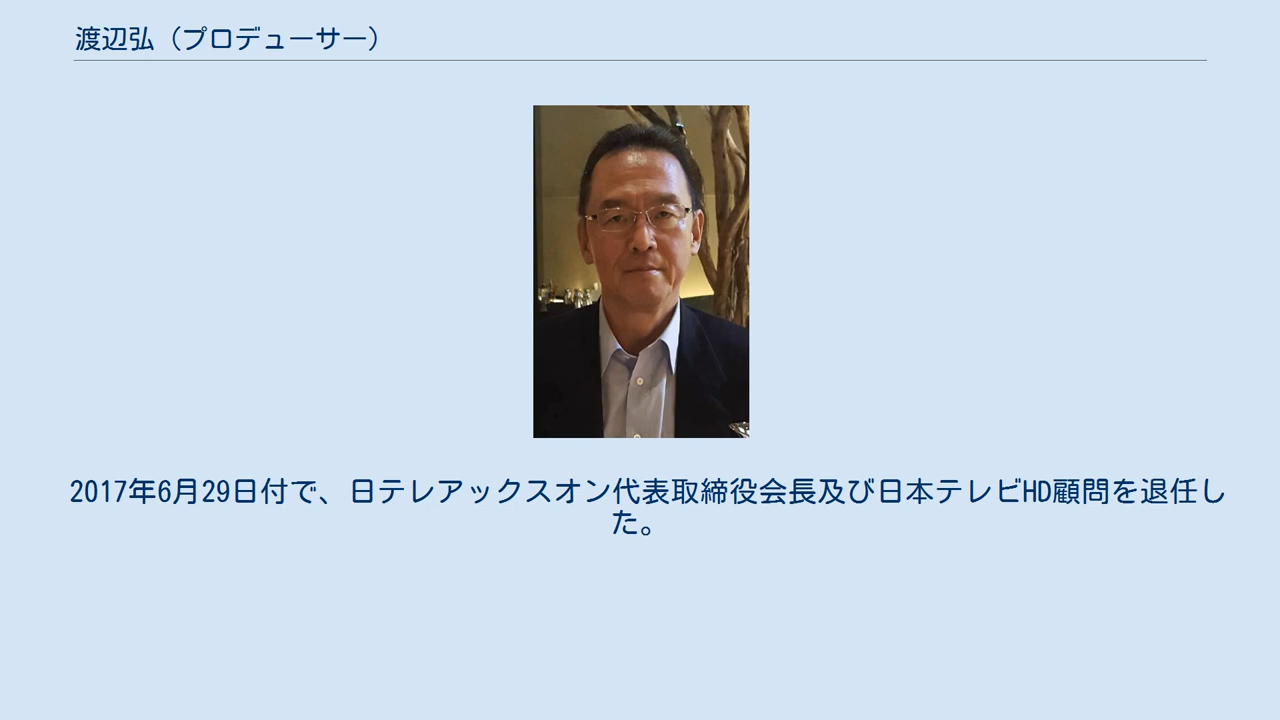 渡辺弘（プロデューサー）
2017年6月29日付で、日テレアックスオン代表取締役会長及び日本テレビHD顧問を退任し
た。